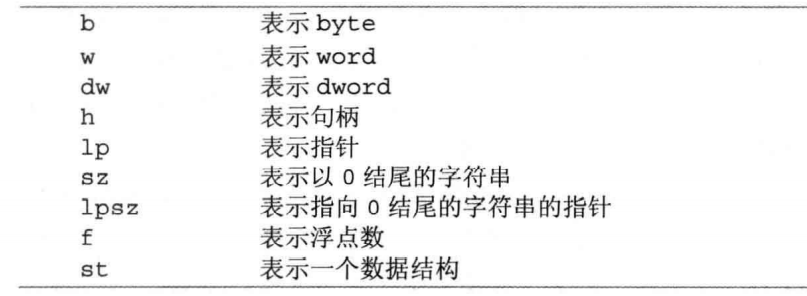 b 表示 byte
w 表示 word
dw 表示 dword
h 表示句柄
lp 表示指针
sz 表示以 0 结尾的字符串
lpsz 表示指向 0 结尾的字符串的指针
f 表示浮点数
st 表示一个数据结构